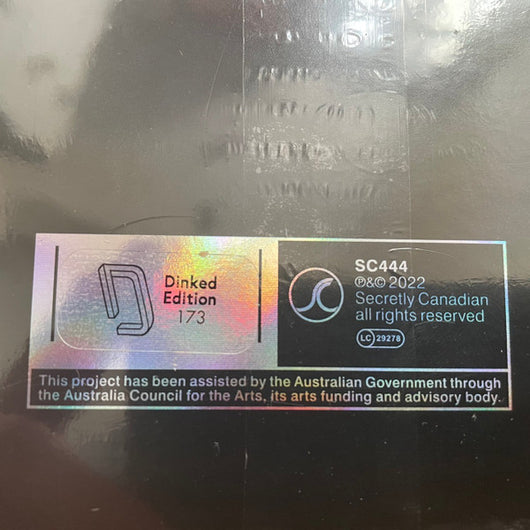 Dinked
Edition
173
SC444
℗&© 2022
Secretly Canadian
all rights reserved
LC 29278
This project has been assisted by the Australian Government through
the Australia Council for the Arts, its arts funding and advisory body.